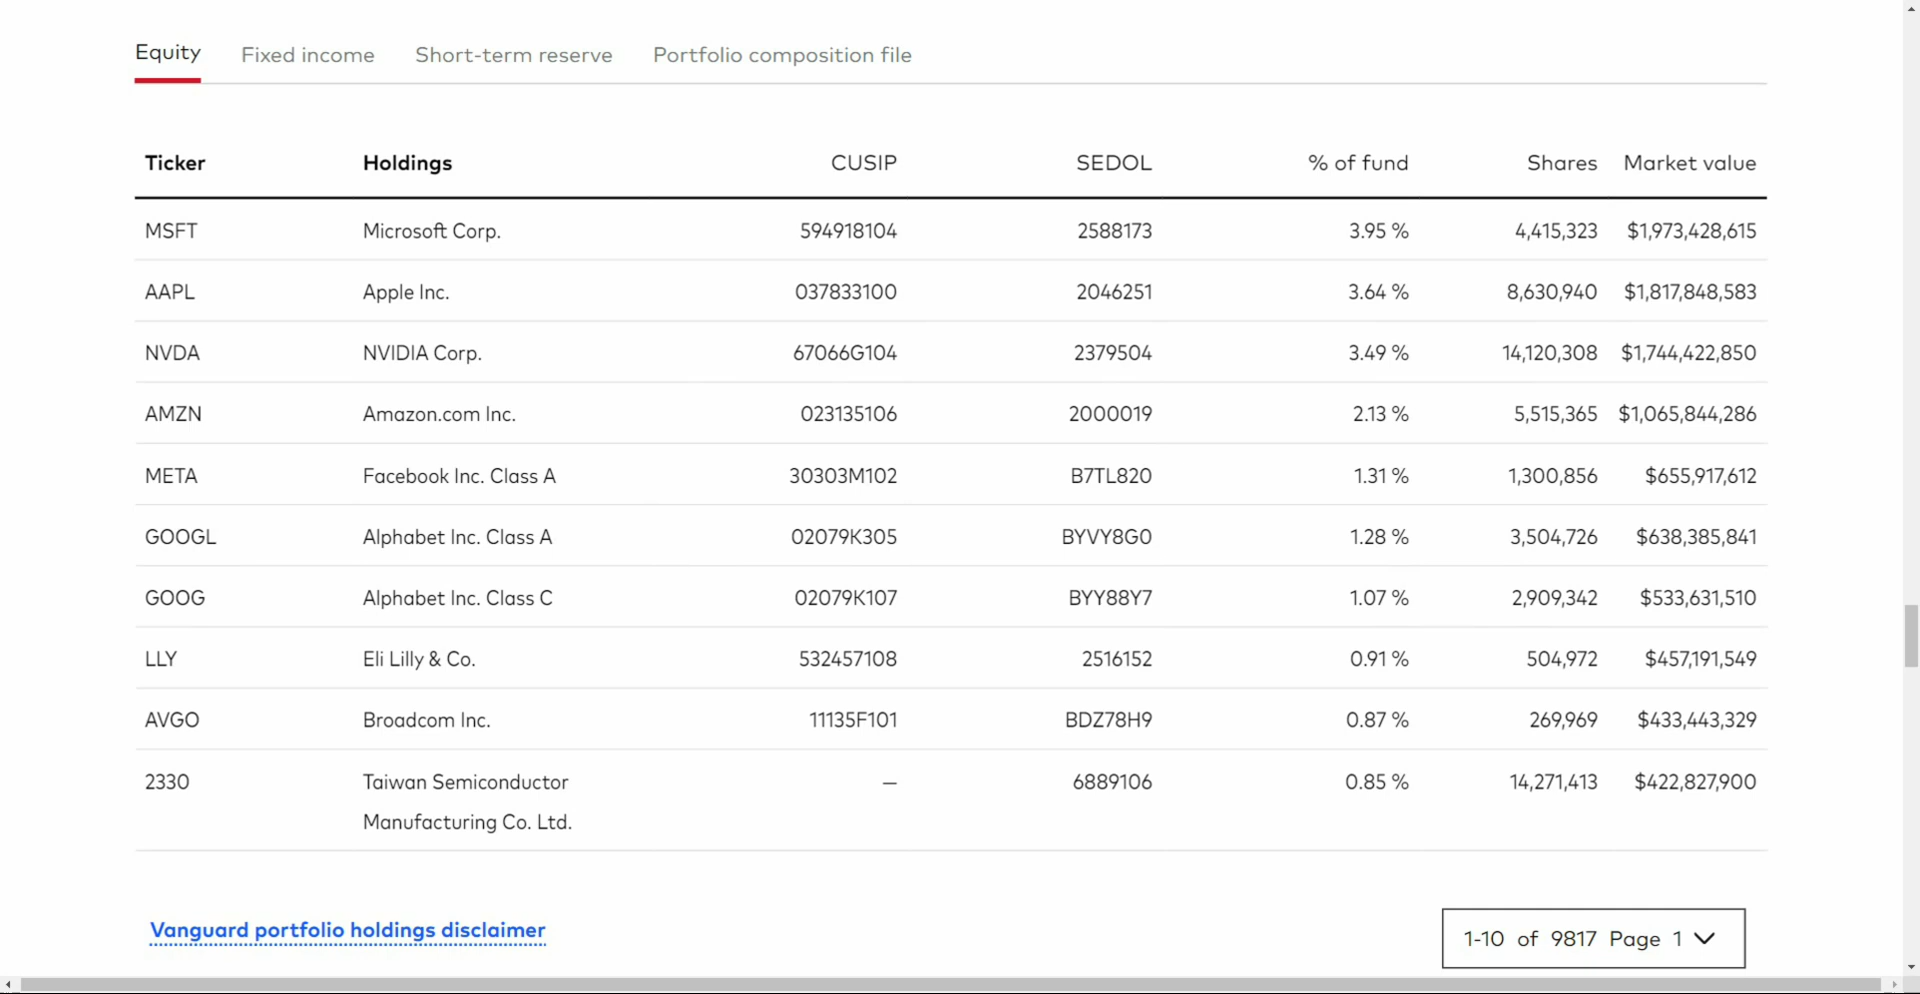 Equity Fixed income Short-term reserve Portfolio composition file
Ticker Holdings CUSIP SEDOL % of fund Shares Market value
MSFT Microsoft Corp. 594918104 2588173 3.95 % 4,415,323 $1,973,428,615
AAPL Apple Inc. 037833100 2046251 3.64 % 8,630,940 $1,817,848,583
NVDA NVIDIA Corp. 67066G104 2379504 3.49 % 14,120,308 $1,744,422,850
AMZN Amazon.com Inc. 023135106 2000019 2.13 % 5,515,365 $1,065,844,286
META Facebook Inc. Class A 30303M102 B7TL820 1.31 % 1,300,856 $655,917,612
GOOGL Alphabet Inc. Class A 02079K305 BYVY8G0 1.28 % 3,504,726 $638,385,841
GOOG Alphabet Inc. Class C 02079K107 BYY88Y7 1.07 % 2,909,342 $533,631,510
LLY Eli Lilly & Co. 532457108 2516152 0.91 % 504,972 $457,191,549
AVGO Broadcom Inc. 11135F101 BDZ78H9 0.87 % 269,969 $433,443,329
2330 Taiwan Semiconductor — 6889106 0.85 % 14,271,413 $422,827,900
Manufacturing Co. Ltd.
Vanguard portfolio holdings disclaimer
1-10 of 9817 Page 1